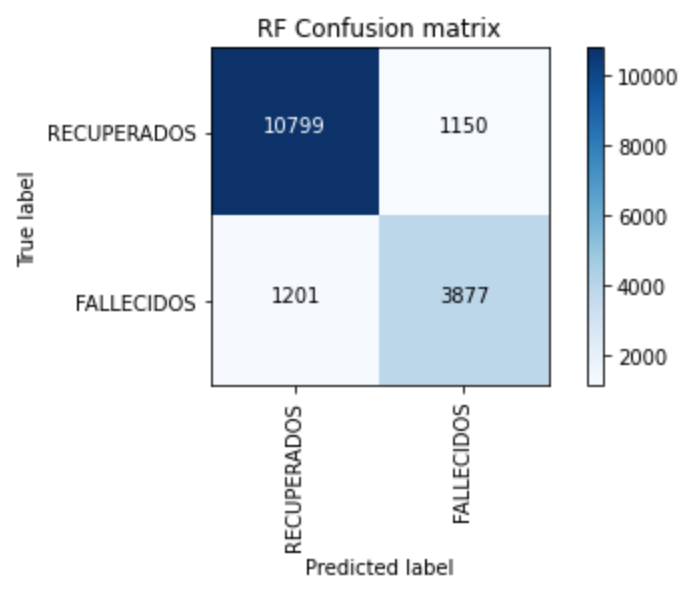 RF Confusion matrix
True label
RECUPERADOS
10799
1150
FALLECIDOS
1201
3877
10000
8000
6000
4000
2000
RECUPERADOS
FALLECIDOS
Predicted label